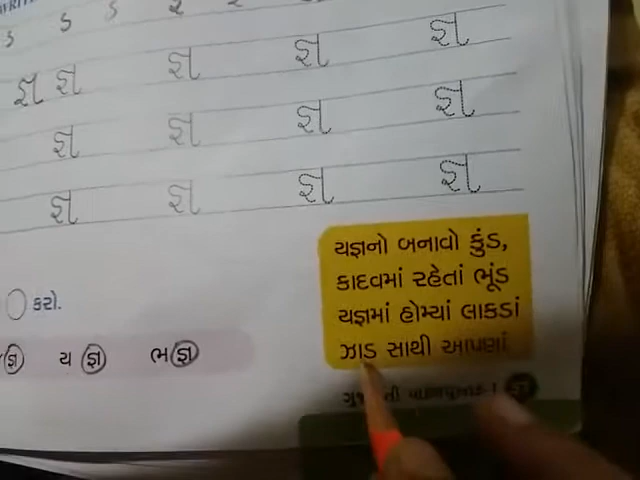 જ્ઞ જ્ઞ જ્ઞ જ્ઞ જ્ઞ
જ્ઞ જ્ઞ જ્ઞ જ્ઞ
જ્ઞ જ્ઞ જ્ઞ જ્ઞ
યજ્ઞનો બનાવો કુંડ,
કાદવમાં રહેતાં ભૂંડ
યજ્ઞમાં હોમ્યાં લાકડાં
ઝાડ સાથી આપણાં
કરો.
જ્ઞ ય જ્ઞ ભ જ્ઞ